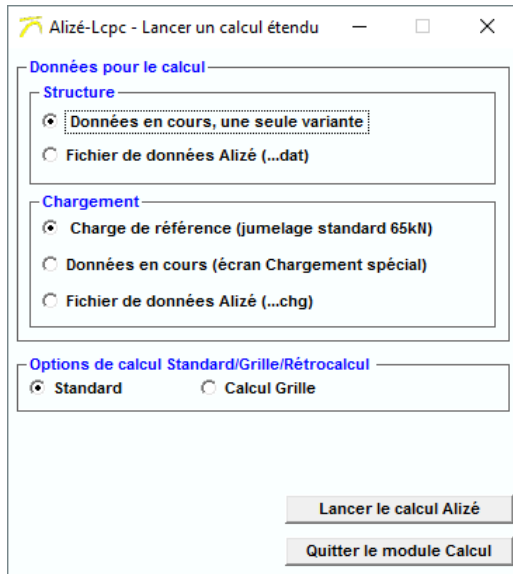 Alizé-Lcpc - Lancer un calcul étendu
Données pour le calcul
Structure
Données en cours, une seule variante
Fichier de données Alizé (...dat)
Chargement
Charge de référence (jumelage standard 65kN)
Données en cours (écran Chargement spécial)
Fichier de données Alizé (...chg)
Options de calcul Standard/Grille/Rétrocalcul
Standard Calcul Grille
Lancer le calcul Alizé
Quitter le module Calcul